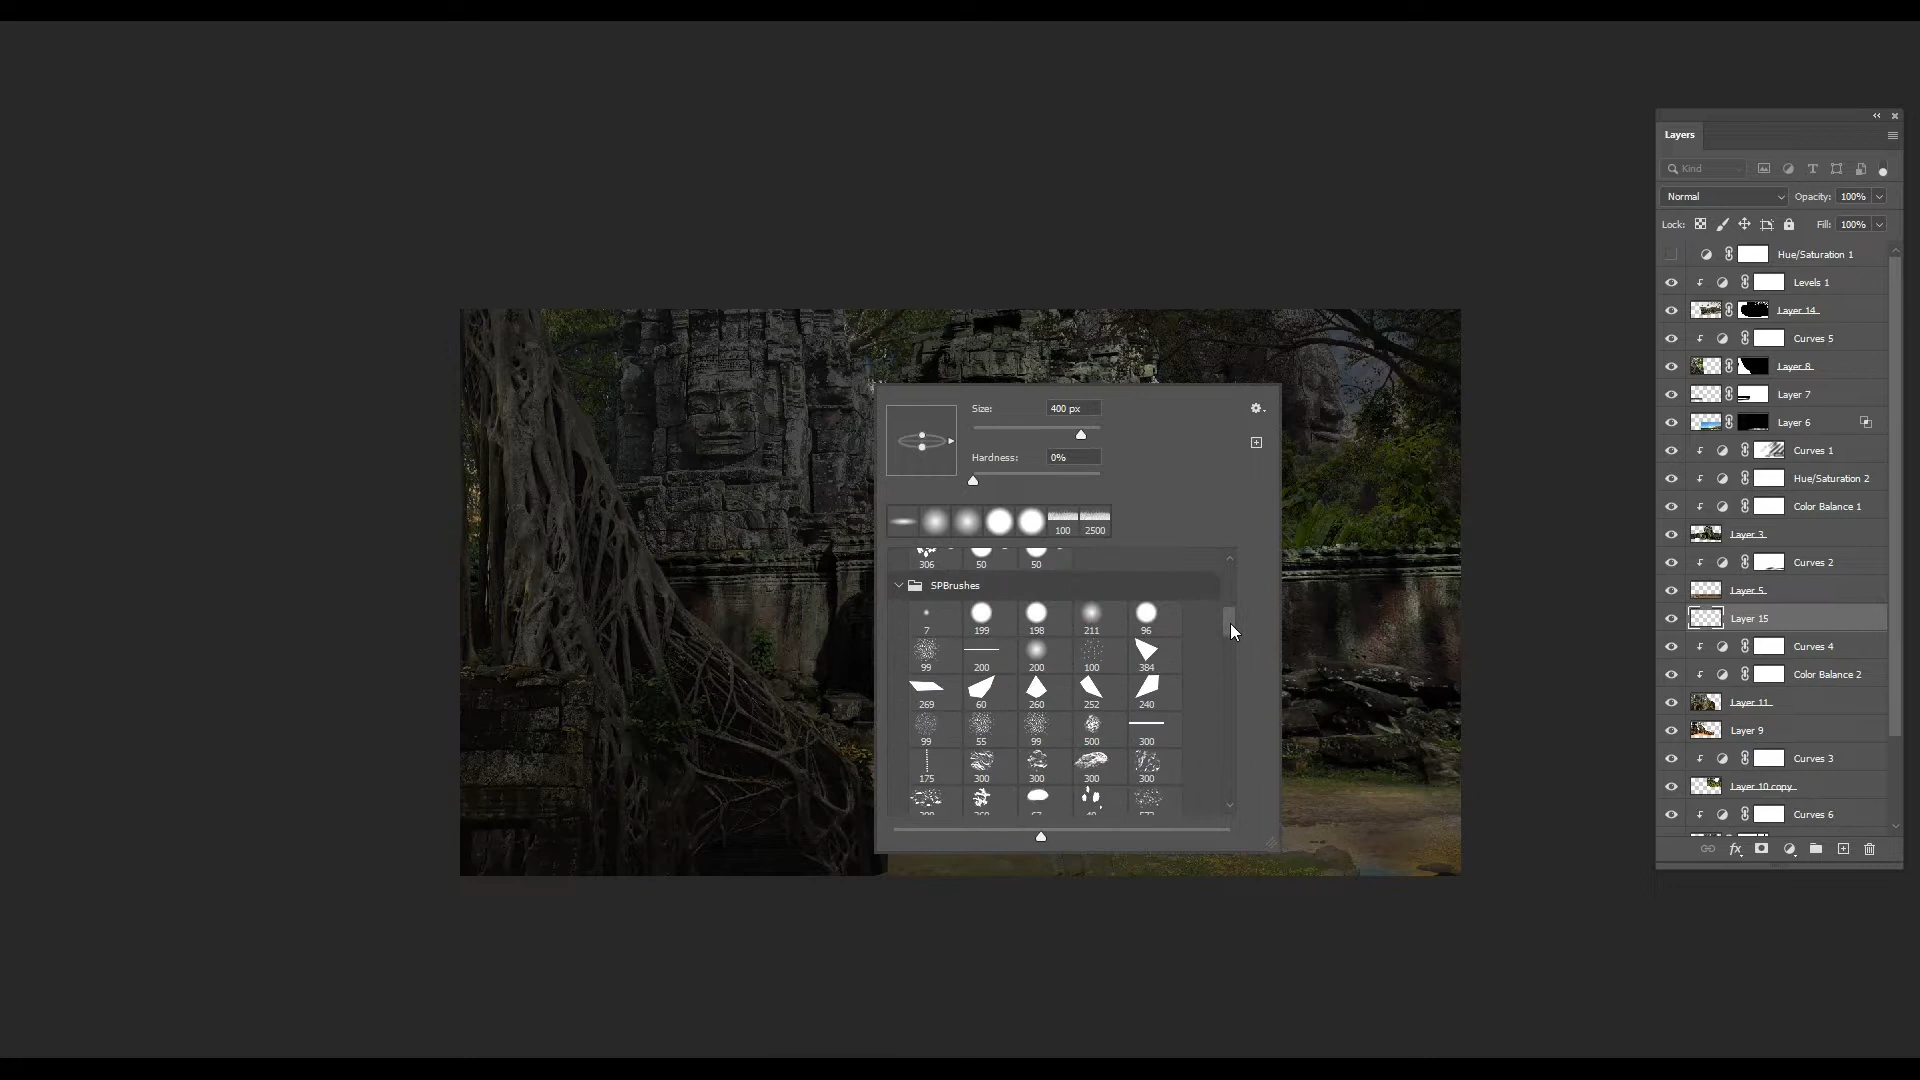 Layers
Kind
Normal
Opacity: 100%
Lock:
Fill: 100%
Hue/Saturation 1
Levels 1
Layer 14
Curves 5
Layer 8
Layer 7
Layer 6
Curves 1
Hue/Saturation 2
Color Balance 1
Layer 3
Curves 2
Layer 5
Layer 15
Curves 4
Color Balance 2
Layer 11
Layer 9
Curves 3
Layer 10 copy
Curves 6
fx
Size: 400 px
Hardness: 0%
100 2500
306 50 50
SPBrushes
7 199 198 211 96
99 200 200 100 384
269 60 260 252 240
99 55 99 500 300
175 300 300 300 300